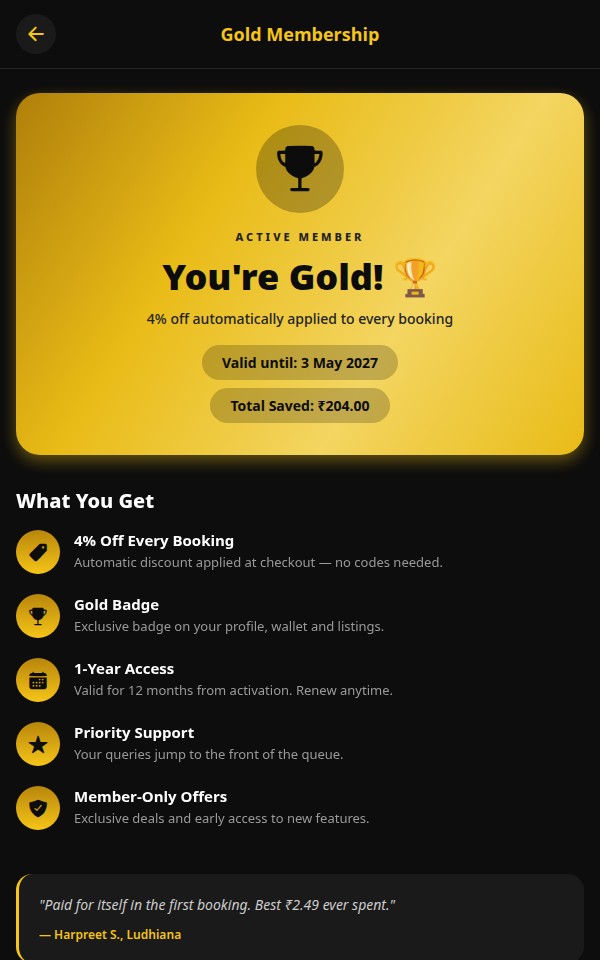 Gold Membership
ACTIVE MEMBER
You're Gold! 🏆
4% off automatically applied to every booking
Valid until: 3 May 2027
Total Saved: ₹204.00
What You Get
4% Off Every Booking
Automatic discount applied at checkout — no codes needed.
Gold Badge
Exclusive badge on your profile, wallet and listings.
1-Year Access
Valid for 12 months from activation. Renew anytime.
Priority Support
Your queries jump to the front of the queue.
Member-Only Offers
Exclusive deals and early access to new features.
"Paid for itself in the first booking. Best ₹2.49 ever spent."
— Harpreet S., Ludhiana